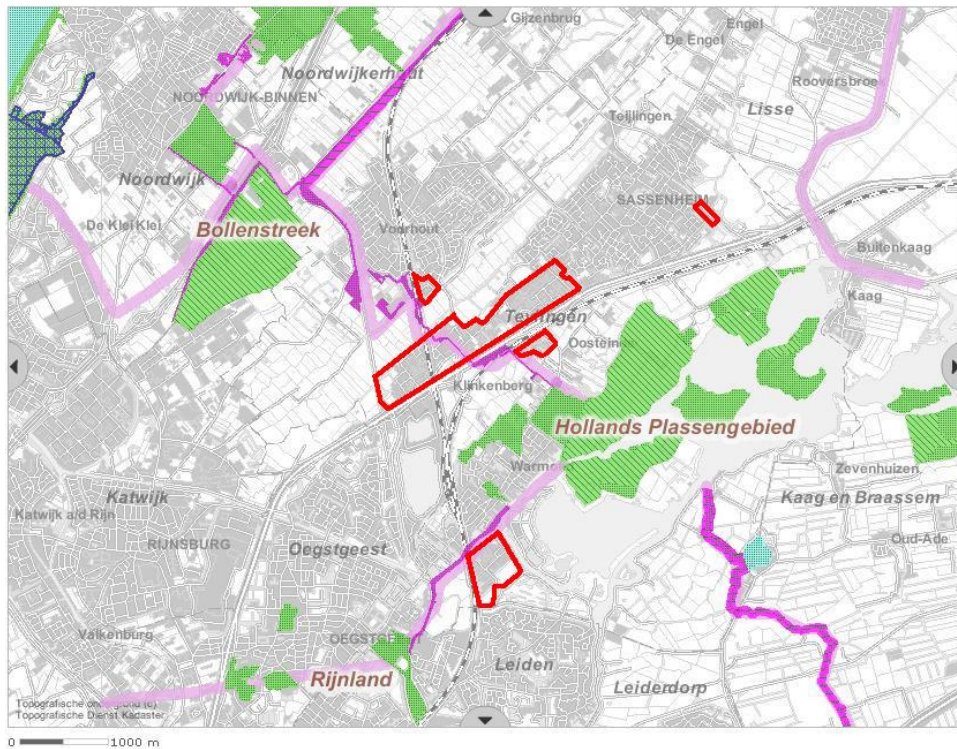 Gijzenbrug
Engel
De Engel
Noordwijkerhout
Rooversbroe
NOORDWIJK-BINNEN
Lisse
Teijlingen
Noordwijk
SASSENHEIM
De Klei Klei
Bollenstreek
Voorhout
Buitenkaag
Kaag
Teylingen
Oosteinde
Klinkenberg
Hollands Plassengebied
Warmo
Zevenhuizen
Katwijk
Kaag en Braassem
Katwijk a/d Rijn
RIJNSBURG
Oegstgeest
Oud-Ade
Valkenburg
OEGSTGEEST
Leiden
Rijnland
Leiderdorp
Topografische ondergrond (c)
Topografische Dienst Kadaster
0 1000 m